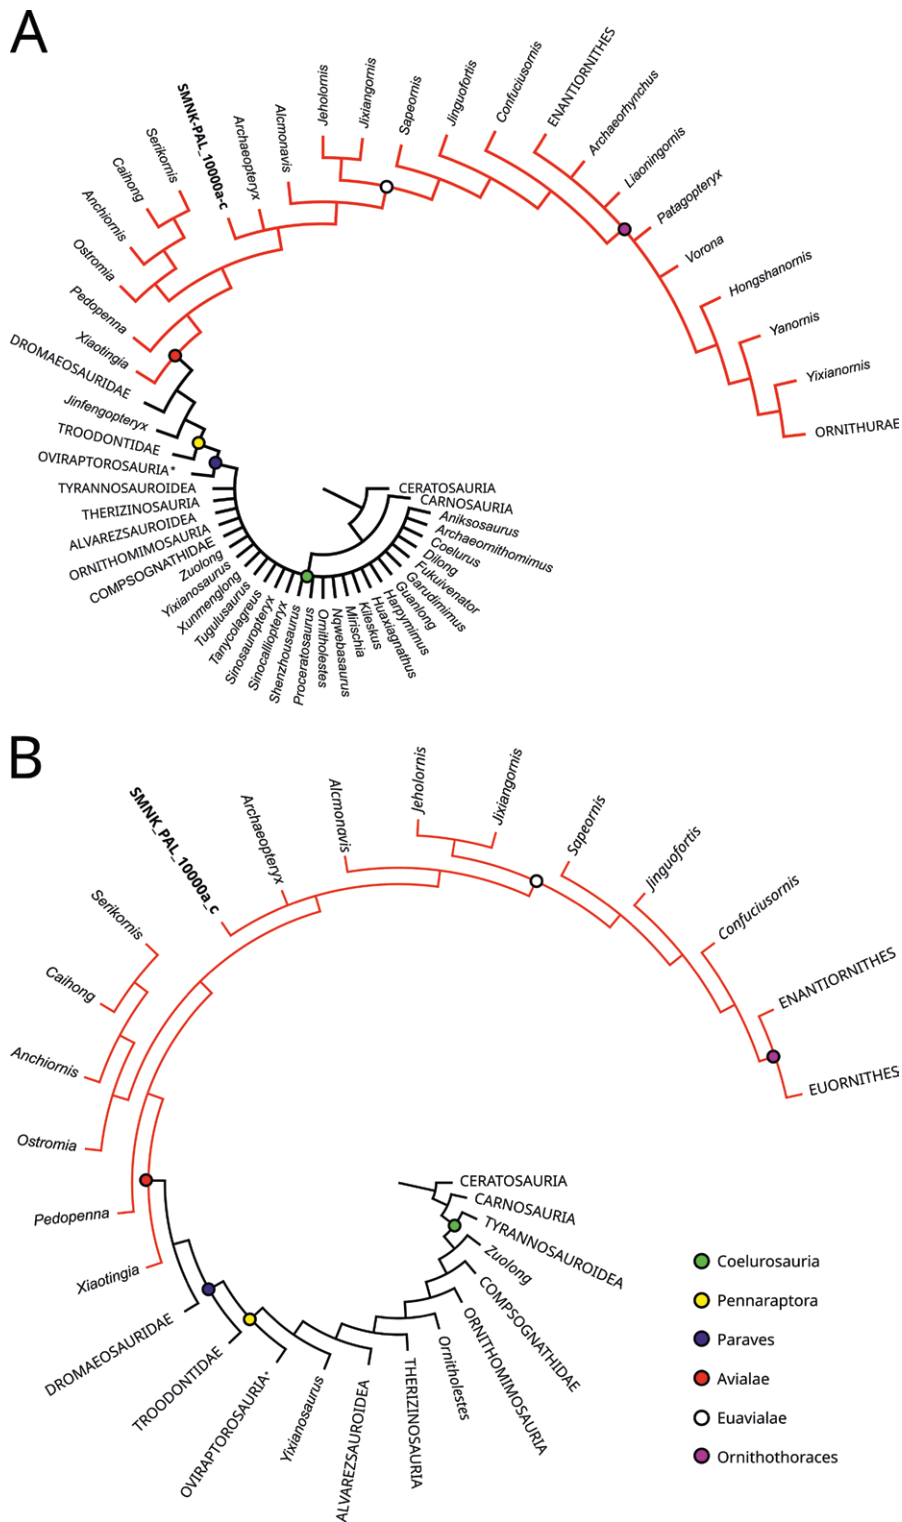 A
Jeholornis
Jixiangornis
Sapeornis
Jinguofortis
Confuciusornis
ENANTIORNITHES
Archaeorhynchus
Liaoningornis
Patagopteryx
Vorona
Hongshanornis
Yanornis
Yixianornis
ORNITHURAE
Alcmonavis
Archaeopteryx
SMNK-PAL_10000a-c
Serikornis
Caihong
Anchiornis
Ostromia
Pedopenna
Xiaotingia
DROMAEOSAURIDAE
Jinfengopteryx
TROODONTIDAE
OVIRAPTOROSAURIA*
TYRANNOSAUROIDEA
THERIZINOSAURIA
ALVAREZSAUROIDEA
ORNITHOMIMOSAURIA
COMPSOGNATHIDAE
Zuolong
Yixianosaurus
Xunmenglong
Tugulusaurus
Tanycolagreus
Sinosauropteryx
Sinocalliopteryx
Shenzhousaurus
Proceratosaurus
Ornitholestes
Nqwebasaurus
Mirischia
Kileskus
Huaxiagnathus
Harpymimus
Guanlong
Garudimimus
Fukuivenator
Dilong
Coelurus
Archaeornithomimus
Aniksosaurus
CARNOSAURIA
CERATOSAURIA
B
Jeholornis
Jixiangornis
Sapeornis
Jinguofortis
Confuciusornis
ENANTIORNITHES
EUORNITHES
Alcmonavis
Archaeopteryx
SMNK_PAL_10000a_c
Serikornis
Caihong
Anchiornis
Ostromia
Pedopenna
Xiaotingia
DROMAEOSAURIDAE
TROODONTIDAE
OVIRAPTOROSAURIA*
Yixianosaurus
ALVAREZSAUROIDEA
THERIZINOSAURIA
Ornitholestes
ORNITHOMIMOSAURIA
COMPSOGNATHIDAE
Zuolong
TYRANNOSAUROIDEA
CARNOSAURIA
CERATOSAURIA
Coelurosauria
Pennaraptora
Paraves
Avialae
Euavialae
Ornithothoraces